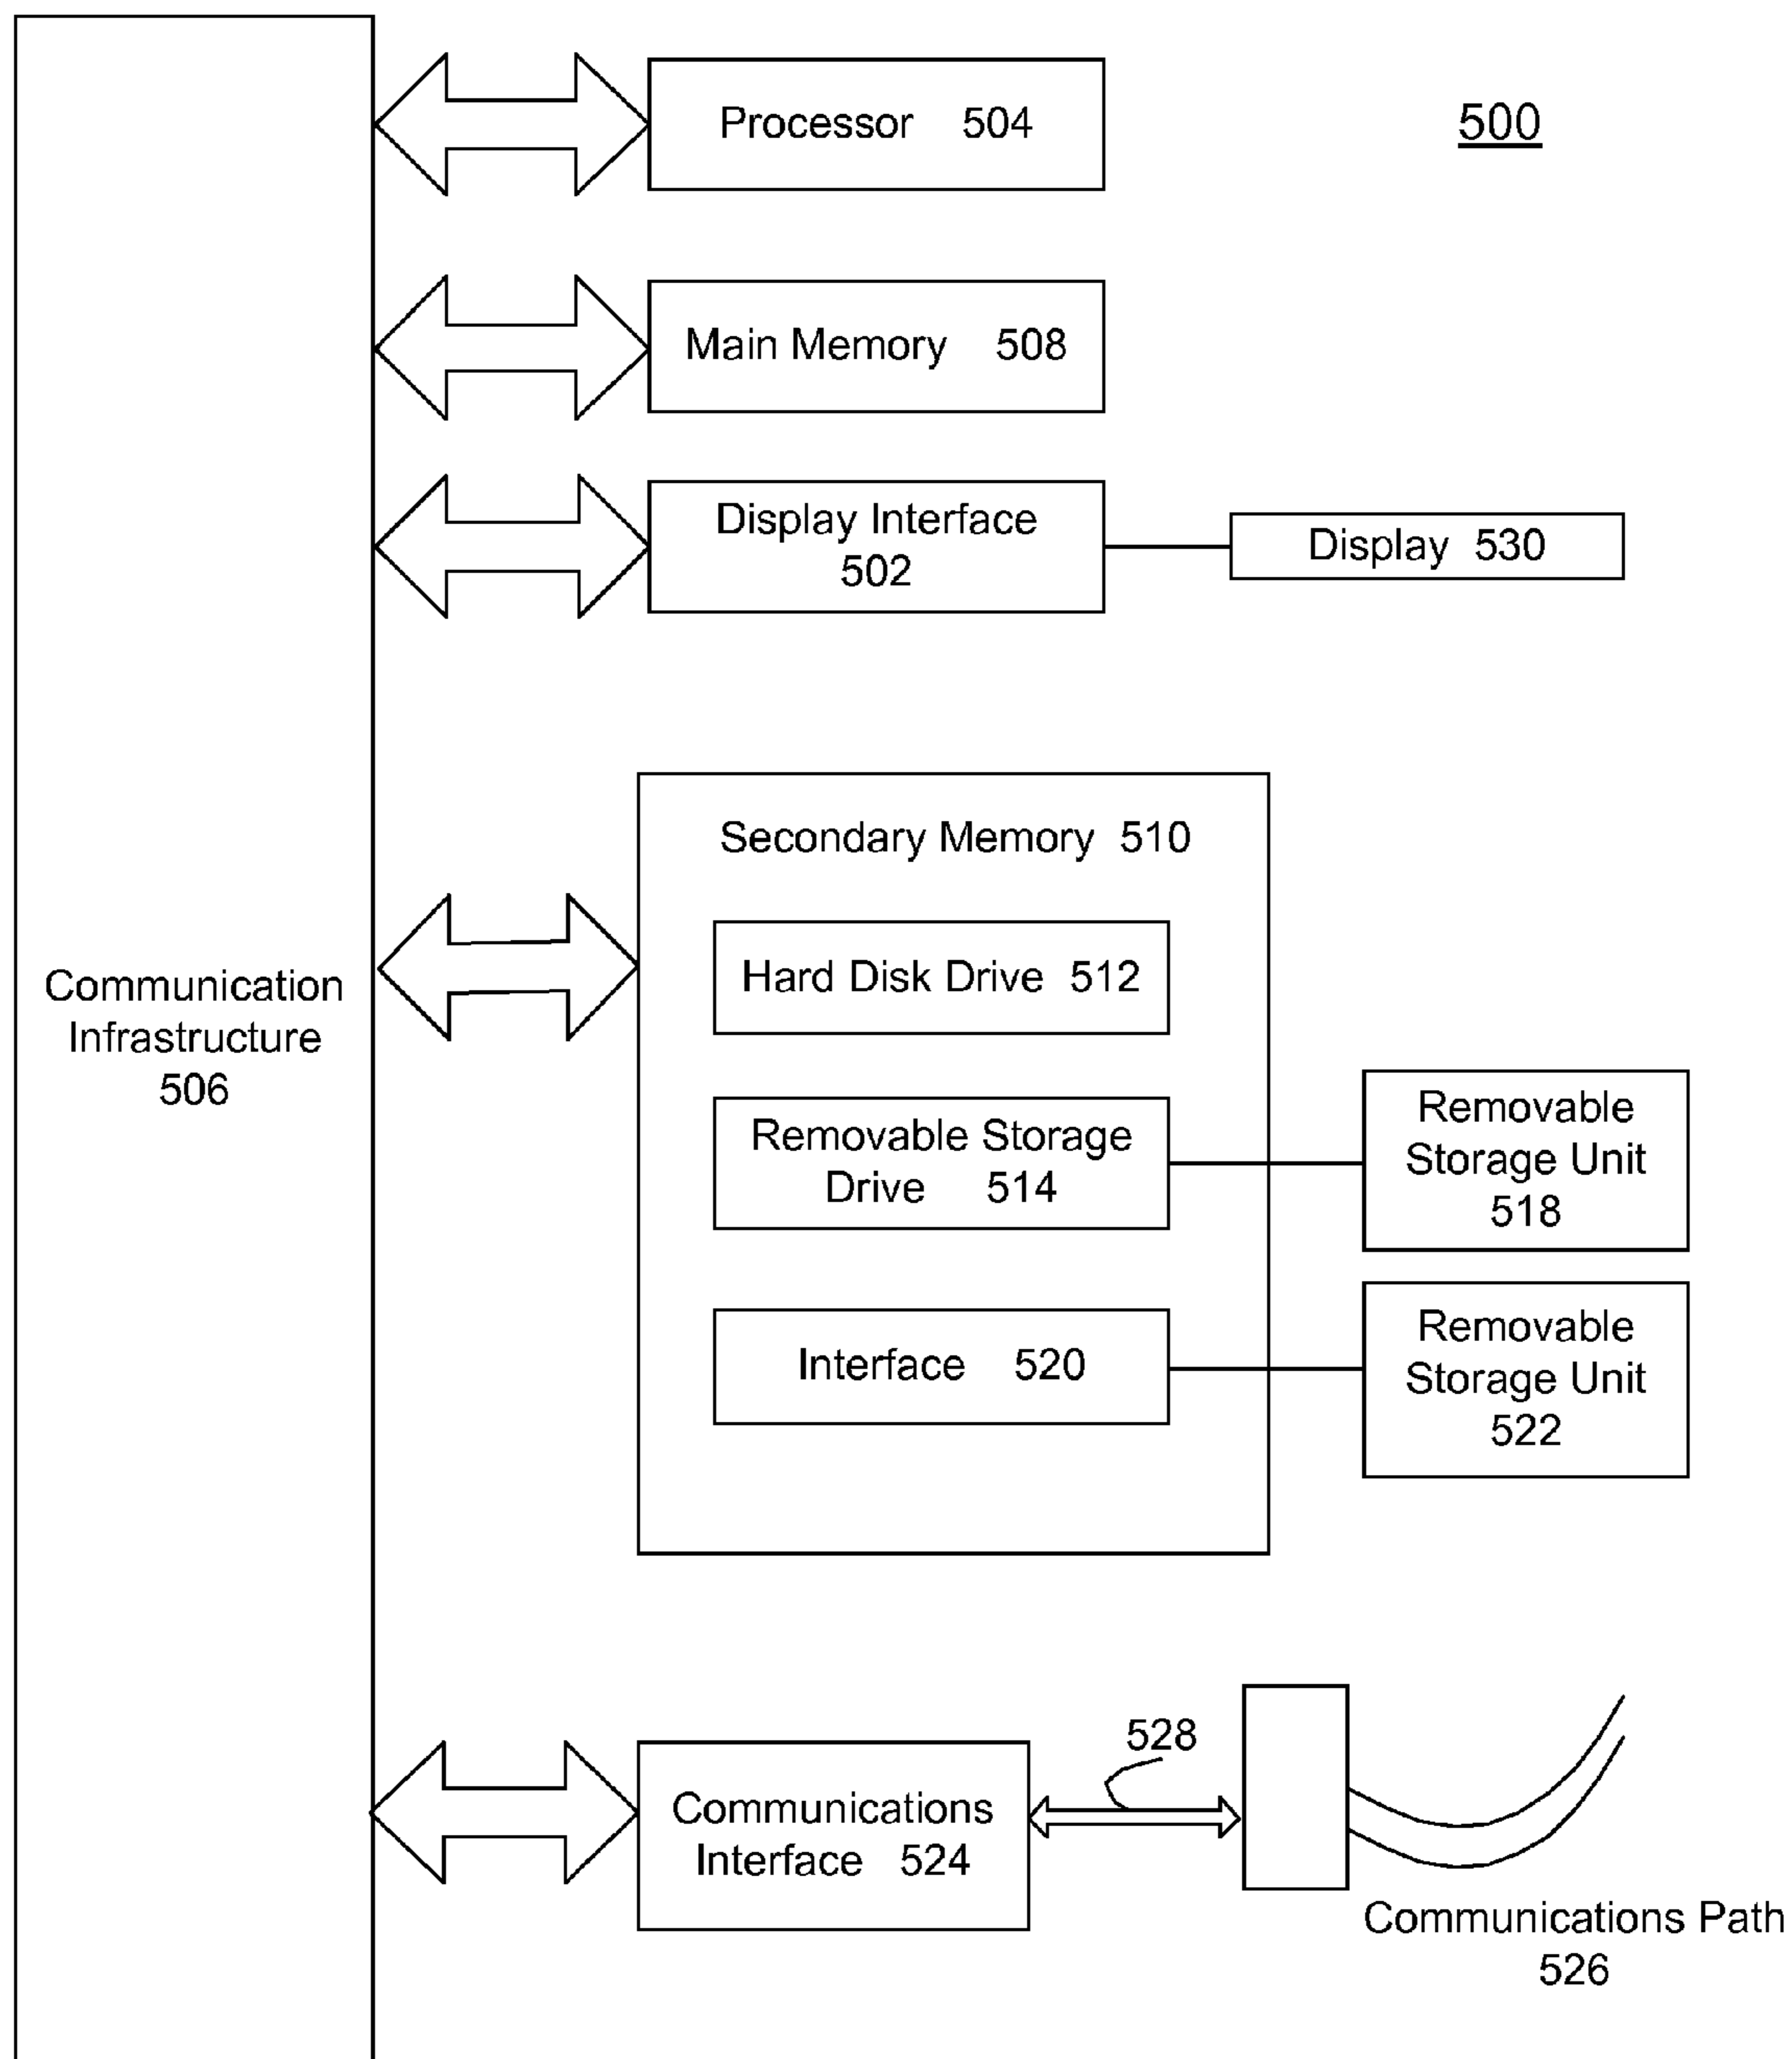 Processor 504
500
Main Memory 508
Display Interface
502
Display 530
Secondary Memory 510
Hard Disk Drive 512
Communication
Infrastructure
506
Removable Storage
Drive 514
Removable
Storage Unit
518
Interface 520
Removable
Storage Unit
522
528
Communications
Interface 524
Communications Path
526